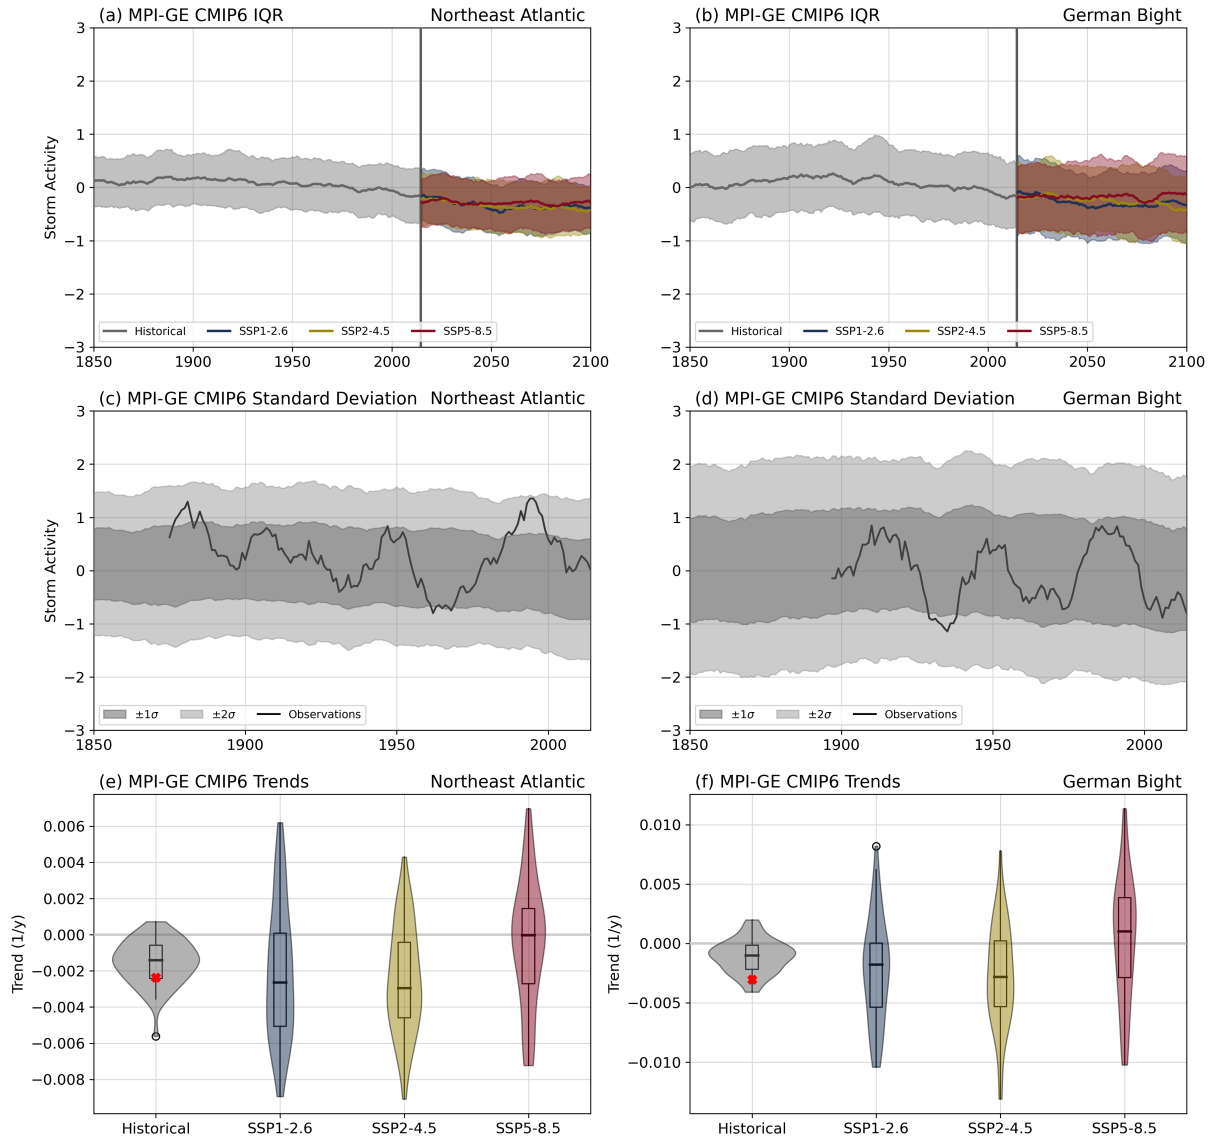 (a) MPI-GE CMIP6 IQR Northeast Atlantic
3
2
1
0
−1
−2
−3
Storm Activity
Historical SSP1-2.6 SSP2-4.5 SSP5-8.5
1850 1900 1950 2000 2050 2100
(b) MPI-GE CMIP6 IQR German Bight
3
2
1
0
−1
−2
−3
Historical SSP1-2.6 SSP2-4.5 SSP5-8.5
1850 1900 1950 2000 2050 2100
(c) MPI-GE CMIP6 Standard Deviation Northeast Atlantic
3
2
1
0
−1
−2
−3
Storm Activity
±1σ ±2σ Observations
1850 1900 1950 2000
(d) MPI-GE CMIP6 Standard Deviation German Bight
3
2
1
0
−1
−2
−3
±1σ ±2σ Observations
1850 1900 1950 2000
(e) MPI-GE CMIP6 Trends Northeast Atlantic
0.006
0.004
0.002
0.000
−0.002
−0.004
−0.006
−0.008
Trend (1/y)
Historical SSP1-2.6 SSP2-4.5 SSP5-8.5
(f) MPI-GE CMIP6 Trends German Bight
0.010
0.005
0.000
−0.005
−0.010
Trend (1/y)
Historical SSP1-2.6 SSP2-4.5 SSP5-8.5